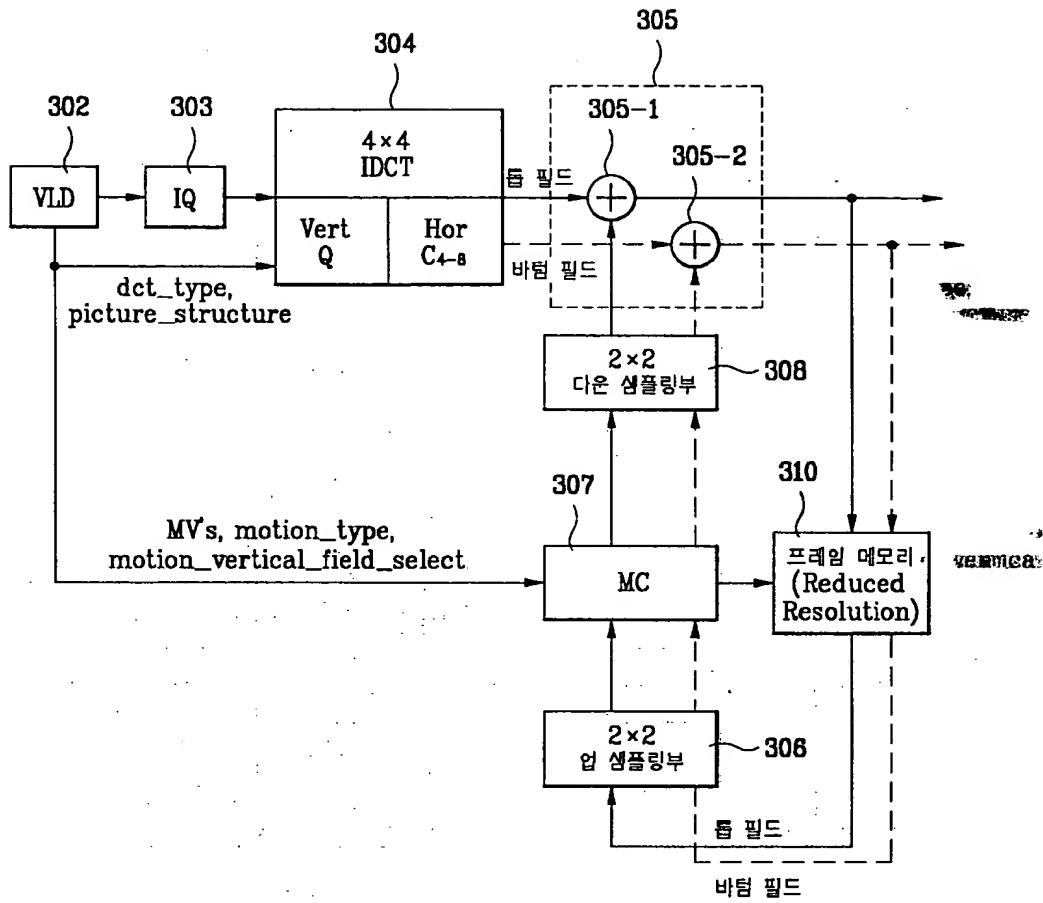 304
305
302
303
305-1
4×4
IDCT
305-2
톱 필드
VLD
IQ
Vert
Q
Hor
C4-8
바텀 필드
dct_type,
picture_structure
2×2
다운 샘플링부
308
307
310
MV's, motion_type,
motion_vertical_field_select
MC
프레임 메모리
(Reduced
Resolution)
2×2
업 샘플링부
306
톱 필드
바텀 필드